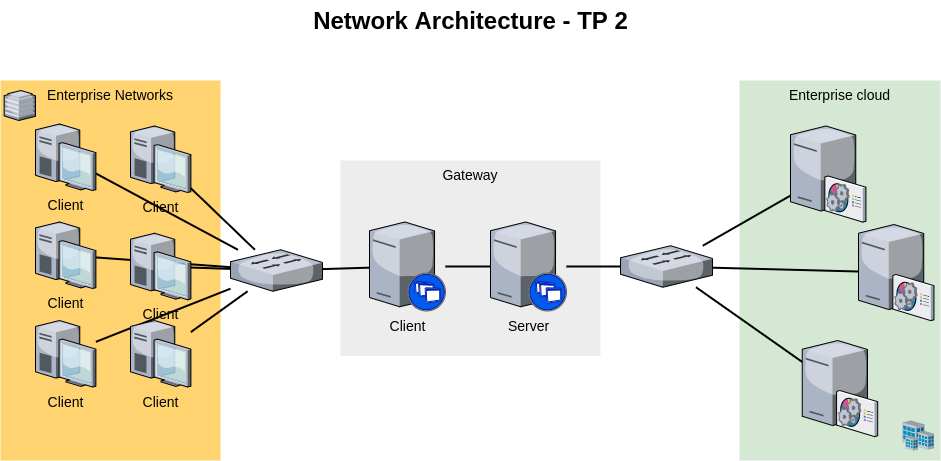 Network Architecture - TP 2
Enterprise Networks
Enterprise cloud
Gateway
Client
Client
Client
Client
Client
Client
Client
Server